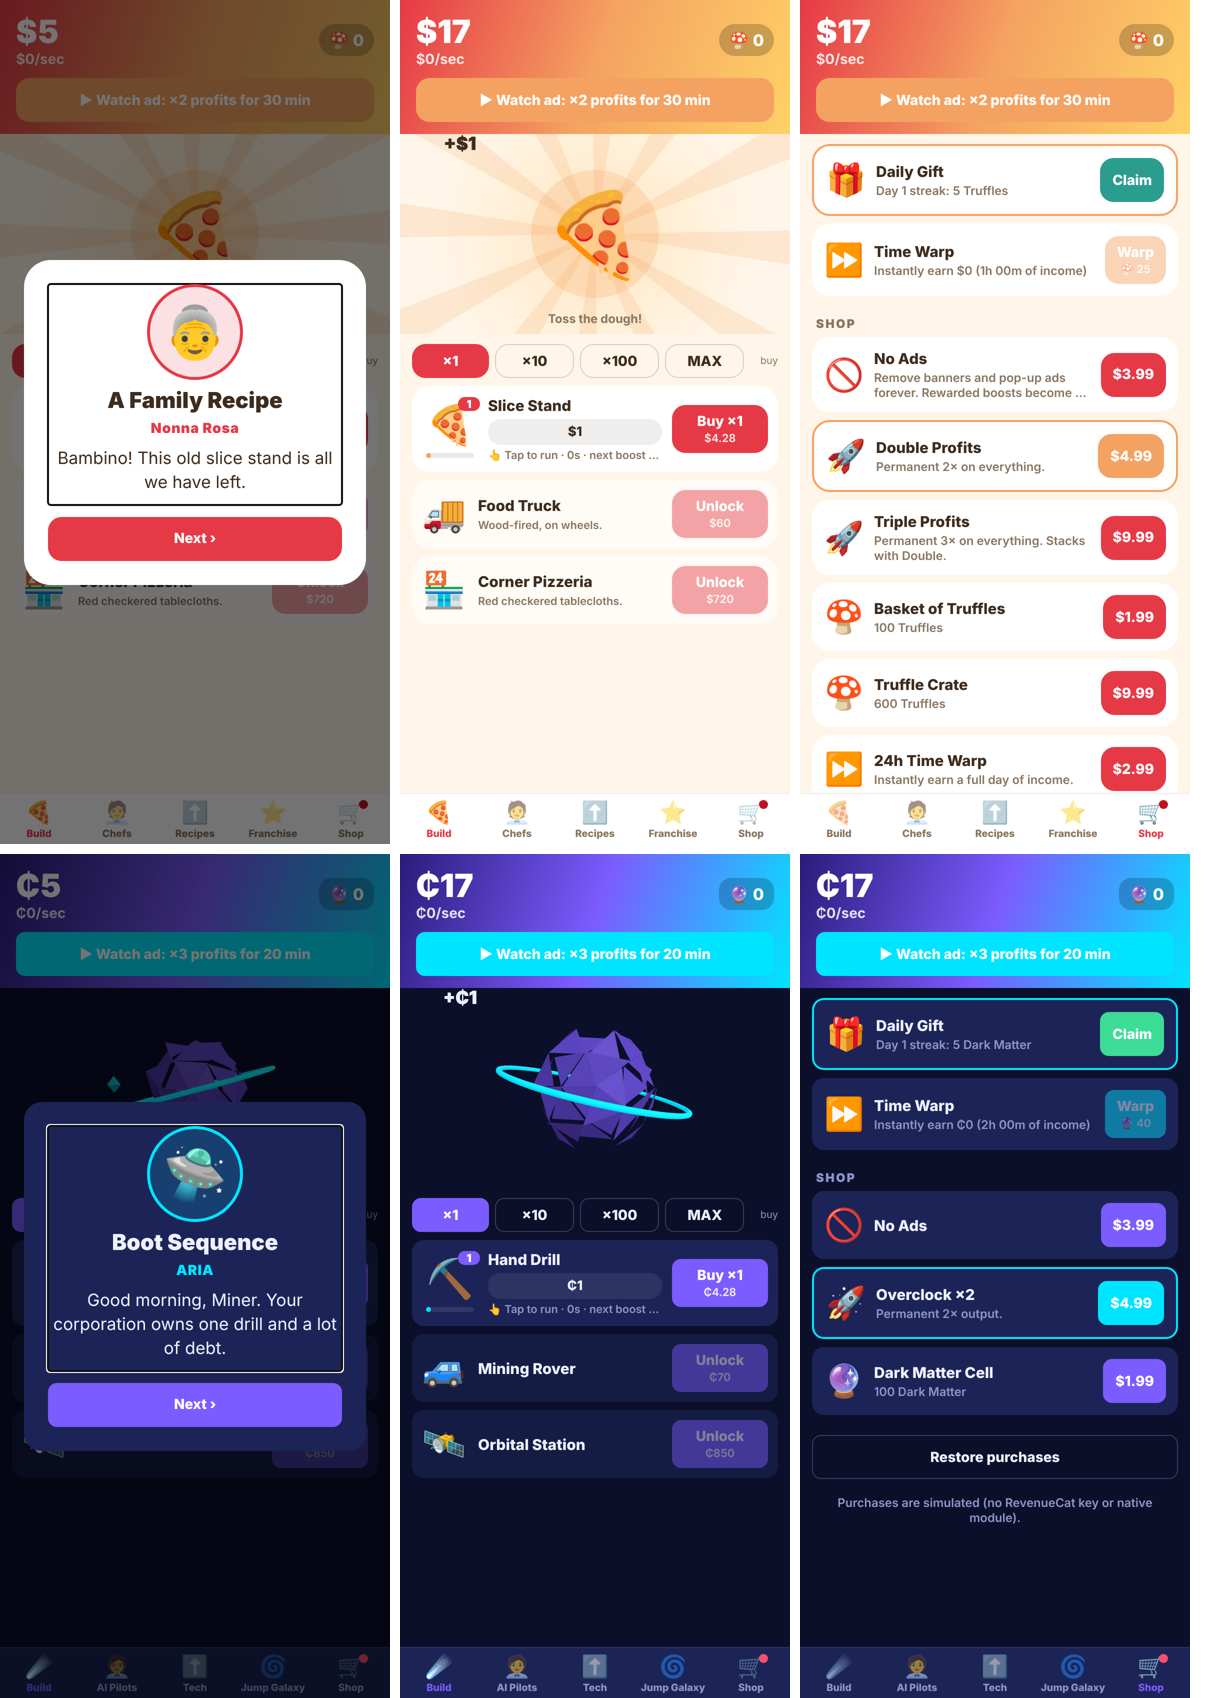 $5
$0/sec
0
▶ Watch ad: ×2 profits for 30 min
A Family Recipe
Nonna Rosa
Bambino! This old slice stand is all
we have left.
Next ›
Red checkered tablecloths.
$720
Build
Chefs
Recipes
Franchise
Shop
$17
$0/sec
0
▶ Watch ad: ×2 profits for 30 min
+$1
Toss the dough!
×1
×10
×100
MAX
buy
1
Slice Stand
$1
Tap to run · 0s · next boost ...
Buy ×1
$4.28
Food Truck
Wood-fired, on wheels.
Unlock
$60
24
Corner Pizzeria
Red checkered tablecloths.
Unlock
$720
Build
Chefs
Recipes
Franchise
Shop
$17
$0/sec
0
▶ Watch ad: ×2 profits for 30 min
Daily Gift
Day 1 streak: 5 Truffles
Claim
Time Warp
Instantly earn $0 (1h 00m of income)
Warp
25
SHOP
No Ads
Remove banners and pop-up ads
forever. Rewarded boosts become ...
$3.99
Double Profits
Permanent 2× on everything.
$4.99
Triple Profits
Permanent 3× on everything. Stacks
with Double.
$9.99
Basket of Truffles
100 Truffles
$1.99
Truffle Crate
600 Truffles
$9.99
24h Time Warp
Instantly earn a full day of income.
$2.99
Build
Chefs
Recipes
Franchise
Shop
₵5
₵0/sec
0
▶ Watch ad: ×3 profits for 20 min
Boot Sequence
ARIA
Good morning, Miner. Your
corporation owns one drill and a lot
of debt.
Next ›
₵850
Build
AI Pilots
Tech
Jump Galaxy
Shop
₵17
₵0/sec
0
▶ Watch ad: ×3 profits for 20 min
+₵1
×1
×10
×100
MAX
buy
1
Hand Drill
₵1
Tap to run · 0s · next boost ...
Buy ×1
₵4.28
Mining Rover
Unlock
₵70
Orbital Station
Unlock
₵850
Build
AI Pilots
Tech
Jump Galaxy
Shop
₵17
₵0/sec
0
▶ Watch ad: ×3 profits for 20 min
Daily Gift
Day 1 streak: 5 Dark Matter
Claim
Time Warp
Instantly earn ₵0 (2h 00m of income)
Warp
40
SHOP
No Ads
$3.99
Overclock ×2
Permanent 2× output.
$4.99
Dark Matter Cell
100 Dark Matter
$1.99
Restore purchases
Purchases are simulated (no RevenueCat key or native
module).
Build
AI Pilots
Tech
Jump Galaxy
Shop